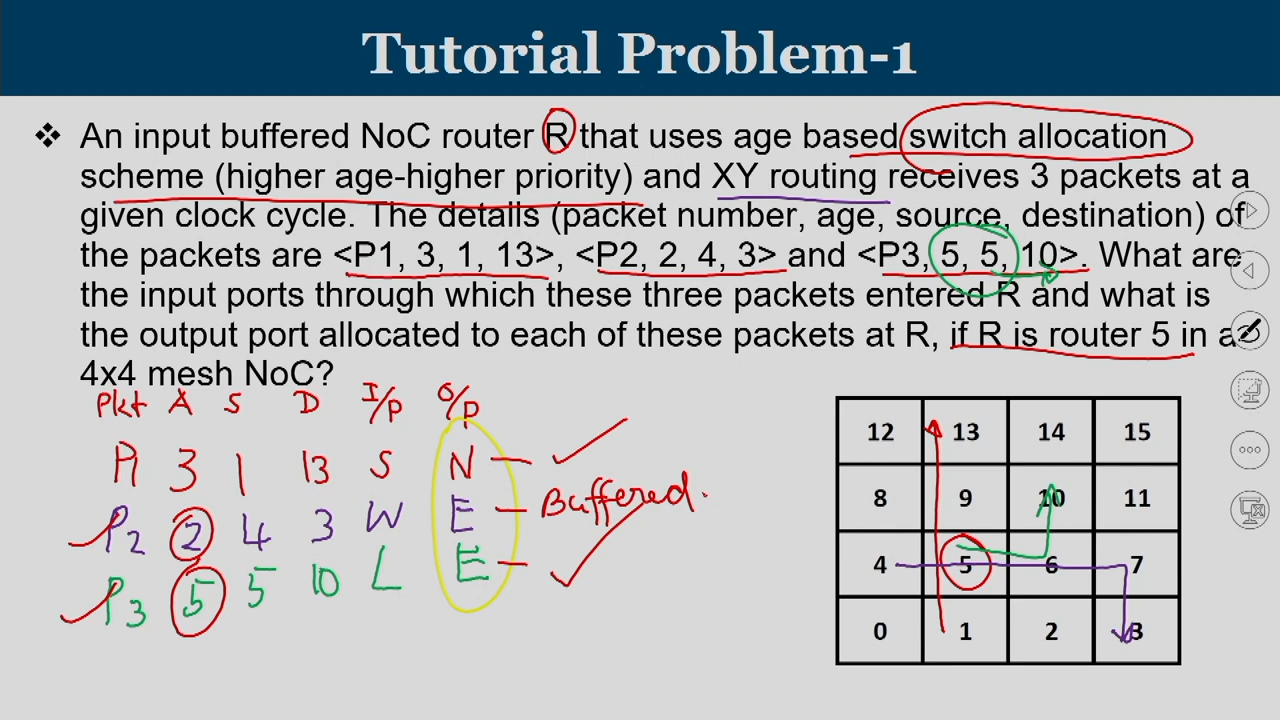 Tutorial Problem-1
❖ An input buffered NoC router R that uses age based switch allocation
scheme (higher age-higher priority) and XY routing receives 3 packets at a
given clock cycle. The details (packet number, age, source, destination) of
the packets are <P1, 3, 1, 13>, <P2, 2, 4, 3> and <P3, 5, 5, 10>. What are
the input ports through which these three packets entered R and what is
the output port allocated to each of these packets at R, if R is router 5 in a
4x4 mesh NoC?
Pkt A S D I/p O/p
P1 3 1 13 S N
P2 2 4 3 W E Buffered.
P3 5 5 10 L E
12 13 14 15
8 9 10 11
4 5 6 7
0 1 2 3